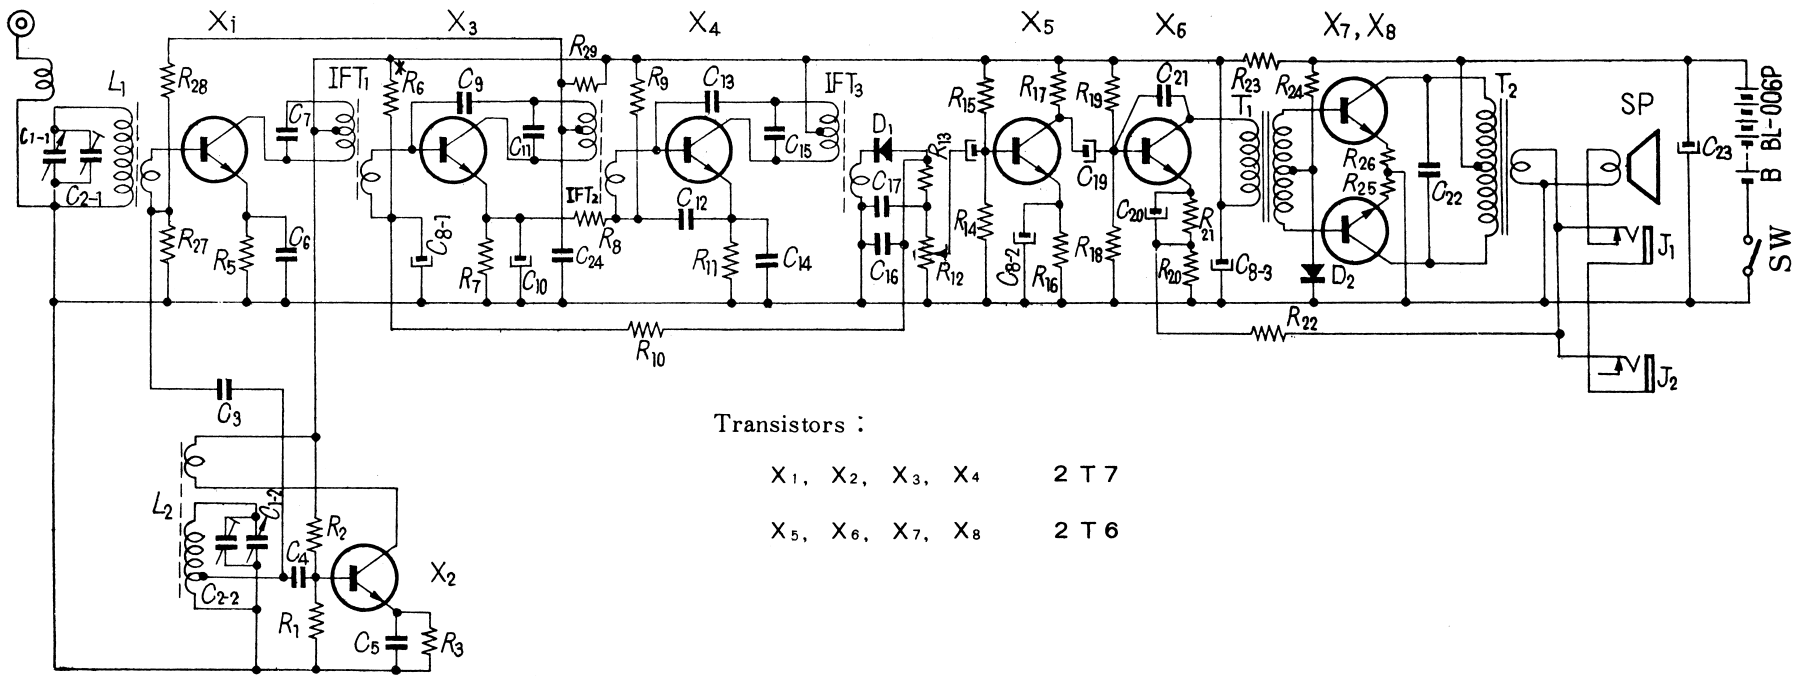 X1 X3 X4 X5 X6 X7, X8
R28 IFT1 R6 C9 R29 R9 C13 IFT3 R15 R17 R19 C21 R23 R24 T2 SP B BL-006P
L1 C1-1 C2-1 C7 C11 C15 D1 R13 T1 R26 R25 C22 C23
R27 R5 C6 C8-1 R7 C10 IFT2 R8 C24 C12 R11 C14 C17 C16 R12 R14 C8-2 R16 C19 R18 C20 R21 R20 C8-3 D2 J1 SW
R10 R22
C3 J2
Transistors :
X1, X2, X3, X4 2T7
X5, X6, X7, X8 2T6
L2 C1-2 R2 C4 X2
C2-2 R1 C5 R3